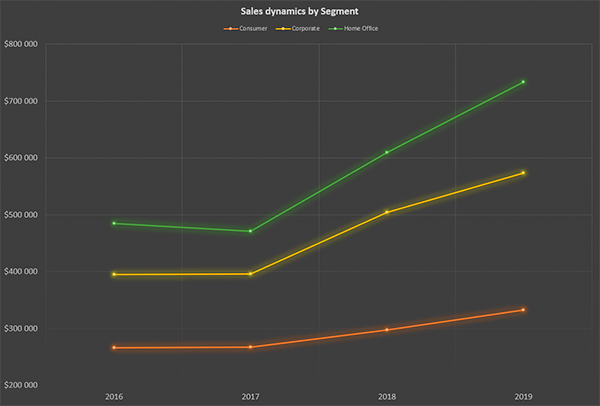 Sales dynamics by Segment
Consumer Corporate Home Office
$800 000
$700 000
$600 000
$500 000
$400 000
$300 000
$200 000
2016 2017 2018 2019